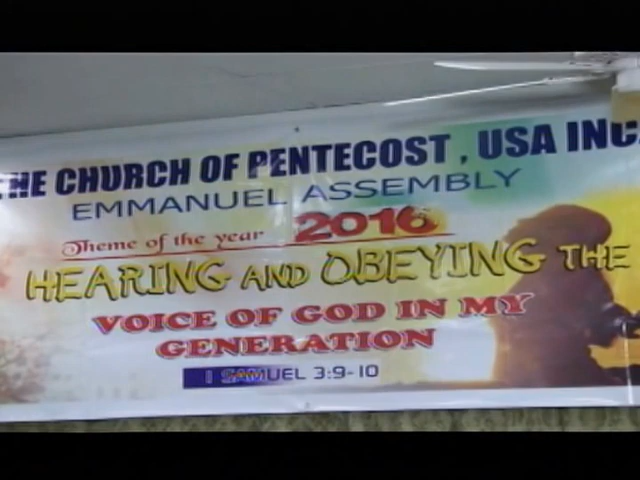 THE CHURCH OF PENTECOST, USA INC.
EMMANUEL ASSEMBLY
Theme of the year 2016
HEARING AND OBEYING THE
VOICE OF GOD IN MY
GENERATION
1 SAMUEL 3:9-10